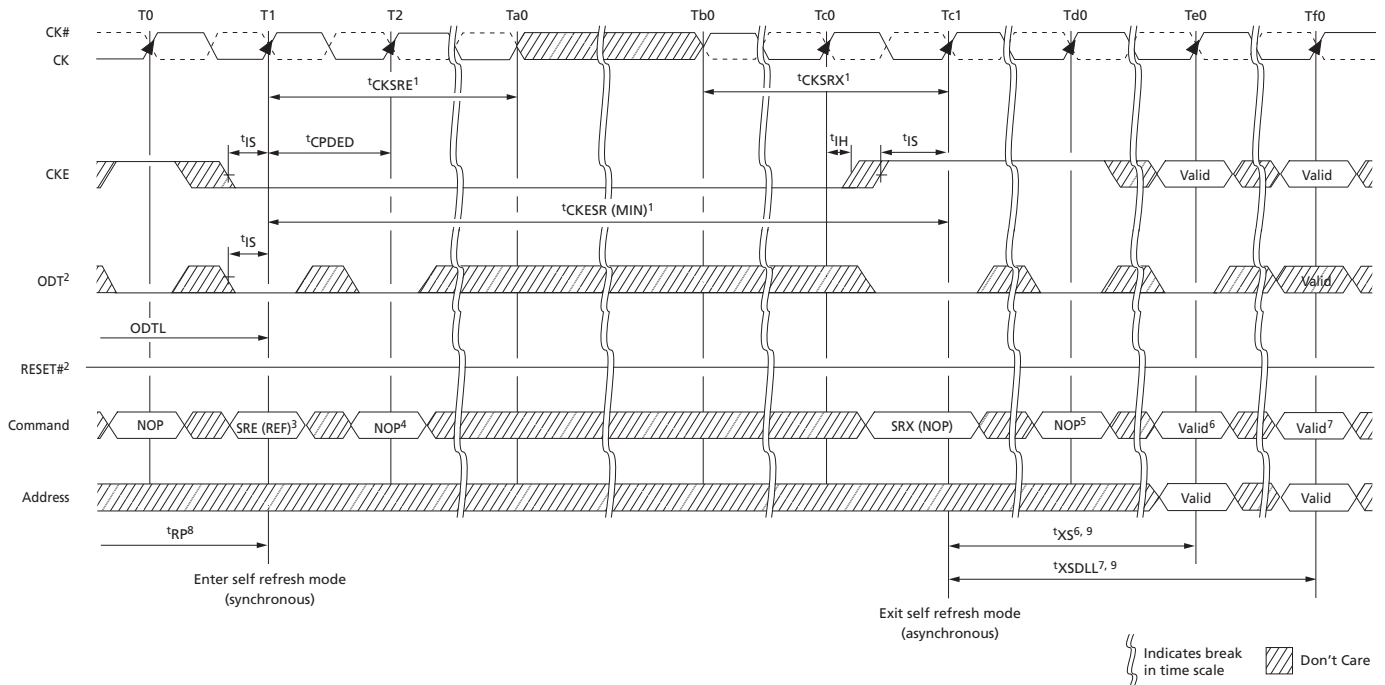 T0 T1 T2 Ta0 Tb0 Tc0 Tc1 Td0 Te0 Tf0
CK#
CK
tCKSRE1 tCKSRX1
tIS tCPDED tIH tIS
CKE Valid Valid
tCKESR (MIN)1
tIS
ODT2 Valid
ODTL
RESET#2
Command NOP SRE (REF)3 NOP4 SRX (NOP) NOP5 Valid6 Valid7
Address Valid Valid
tRP8 tXS6, 9
tXSDLL7, 9
Enter self refresh mode
(synchronous)
Exit self refresh mode
(asynchronous)
Indicates break
in time scale
Don't Care